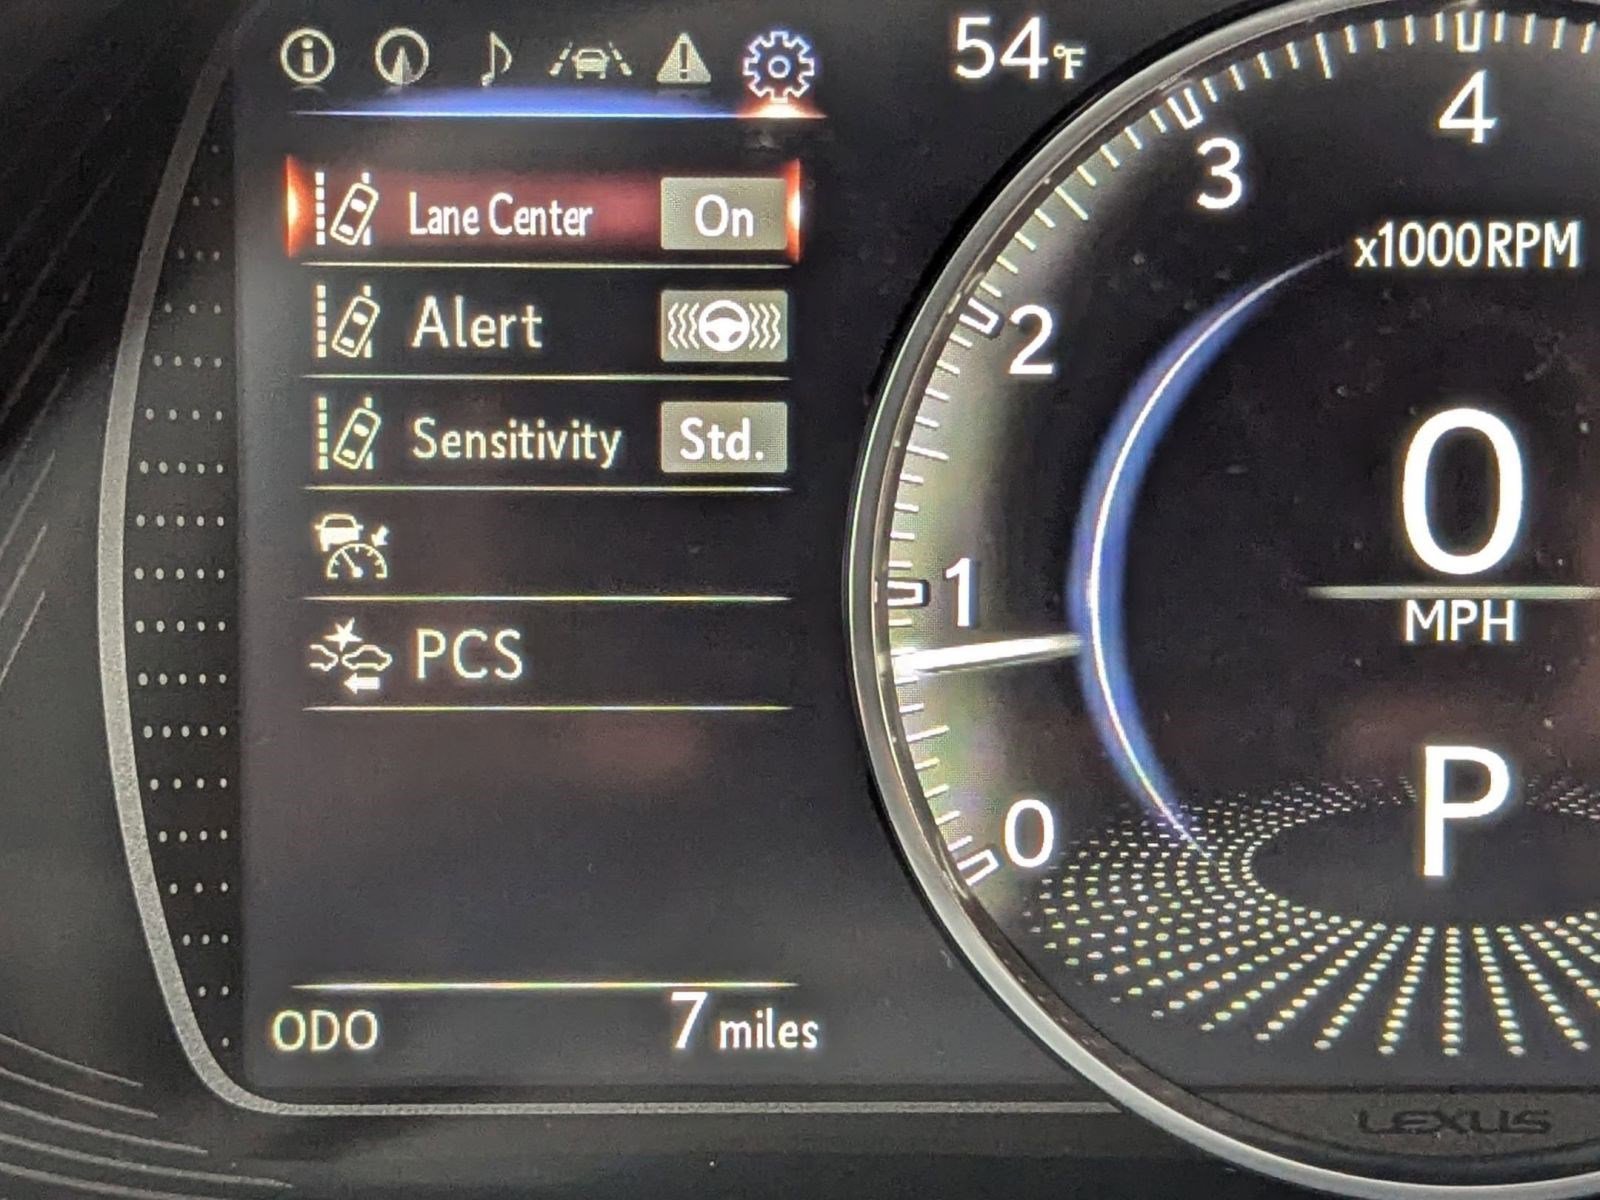 54°F
Lane Center On
Alert
Sensitivity Std.
PCS
ODO 7 miles
4
3
2
1
0
x1000RPM
0
MPH
P
LEXUS